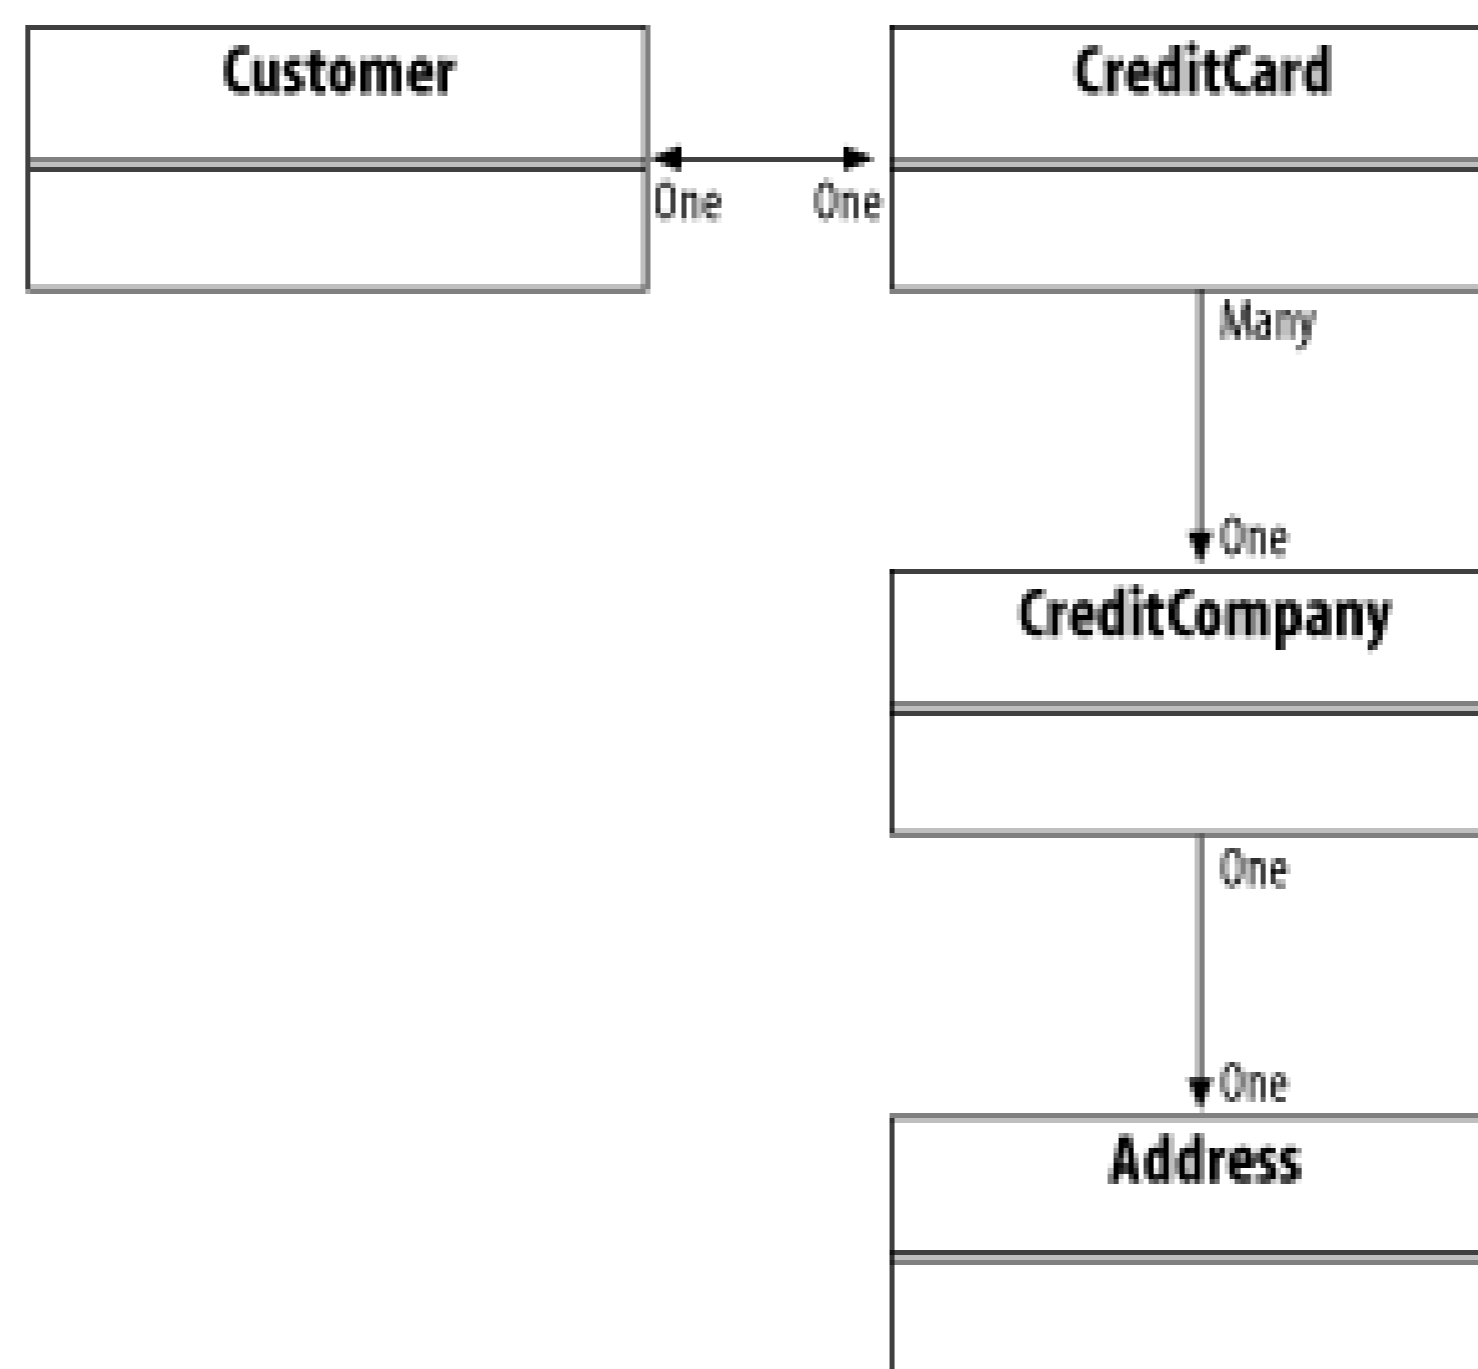 Customer
CreditCard
One
One
Many
One
CreditCompany
One
One
Address